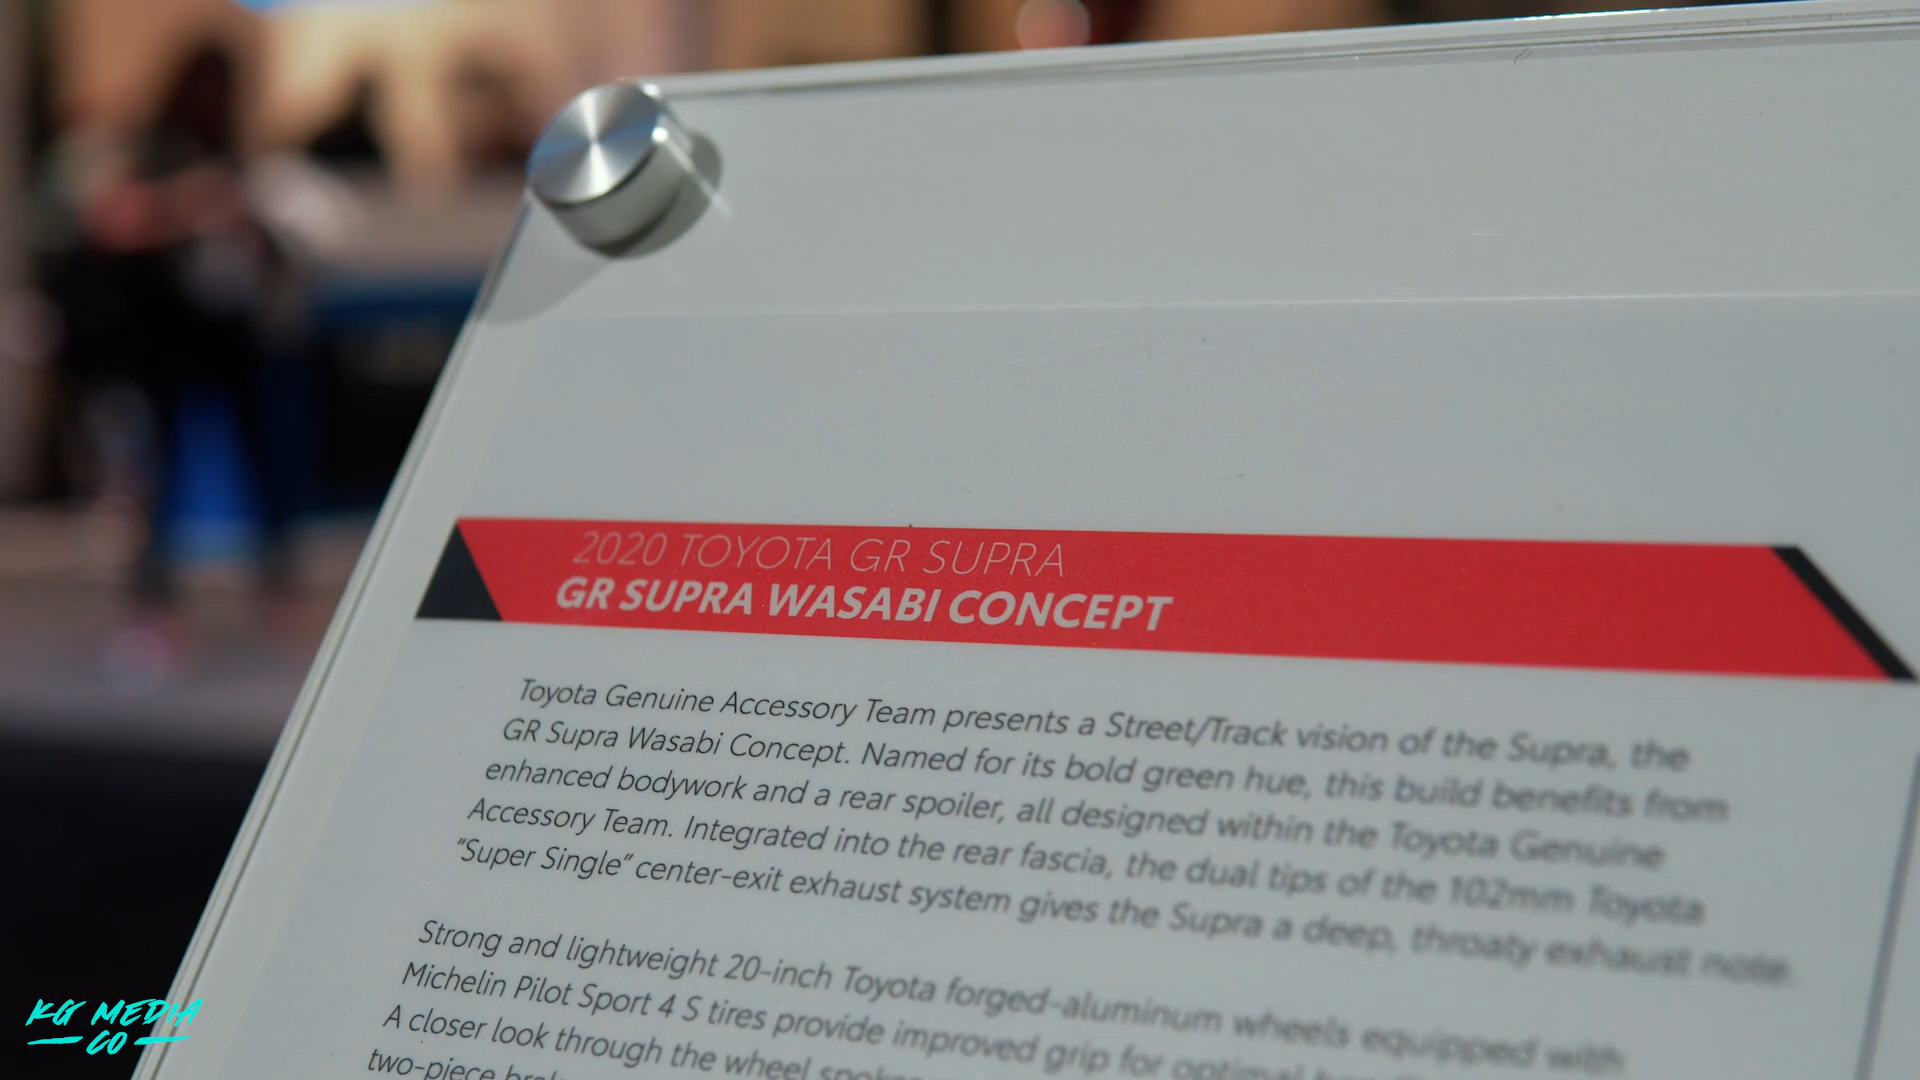 2020 TOYOTA GR SUPRA
GR SUPRA WASABI CONCEPT
Toyota Genuine Accessory Team presents a Street/Track vision of the Supra, the
GR Supra Wasabi Concept. Named for its bold green hue, this build benefits from
enhanced bodywork and a rear spoiler, all designed within the Toyota Genuine
Accessory Team. Integrated into the rear fascia, the dual tips of the 102mm Toyota
“Super Single” center-exit exhaust system gives the Supra a deep, throaty exhaust note.
Strong and lightweight 20-inch Toyota forged-aluminum wheels equipped with
Michelin Pilot Sport 4 S tires provide improved grip for optimal
A closer look through the wheel spokes
two-piece
KG MEDIA
CO